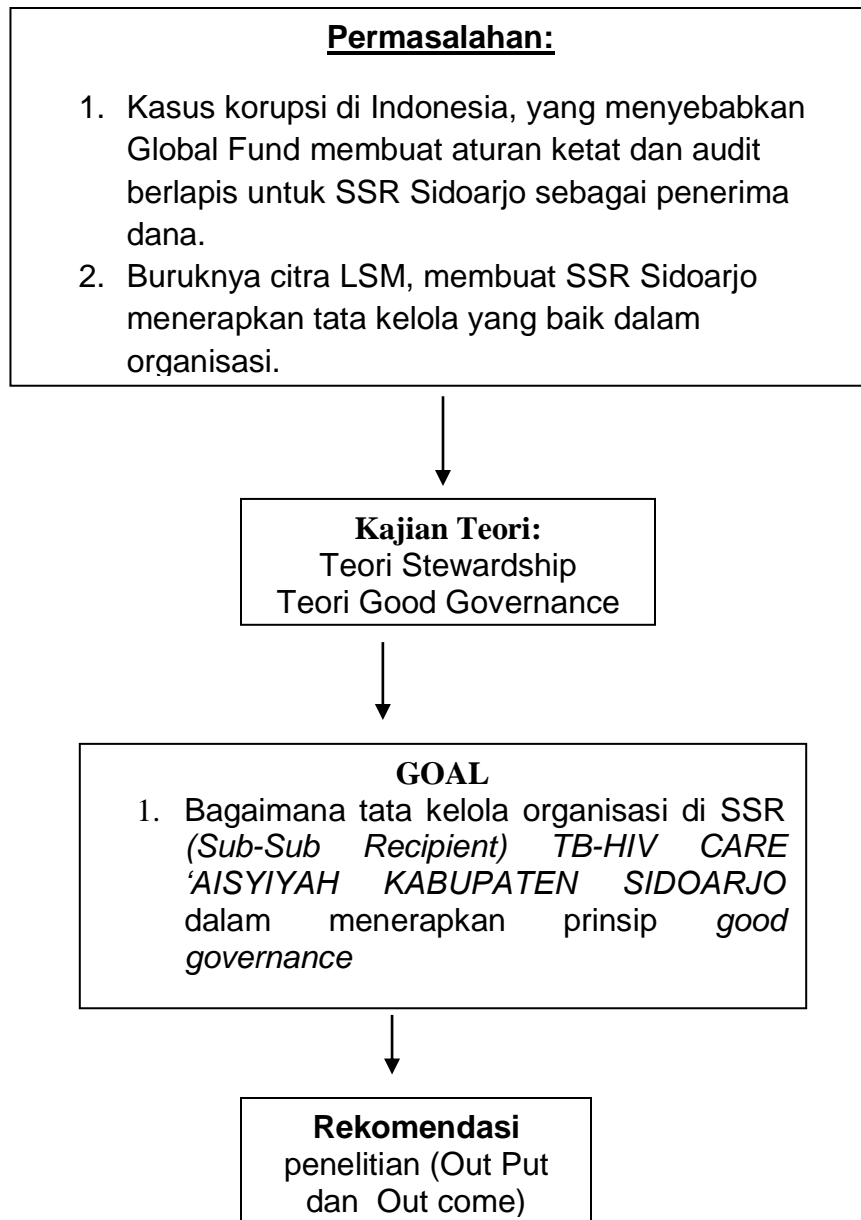 Permasalahan:
1. Kasus korupsi di Indonesia, yang menyebabkan
Global Fund membuat aturan ketat dan audit
berlapis untuk SSR Sidoarjo sebagai penerima
dana.
2. Buruknya citra LSM, membuat SSR Sidoarjo
menerapkan tata kelola yang baik dalam
organisasi.
Kajian Teori:
Teori Stewardship
Teori Good Governance
GOAL
1. Bagaimana tata kelola organisasi di SSR
(Sub-Sub Recipient) TB-HIV CARE
‘AISYIYAH KABUPATEN SIDOARJO
dalam menerapkan prinsip good
governance
Rekomendasi
penelitian (Out Put
dan Out come)